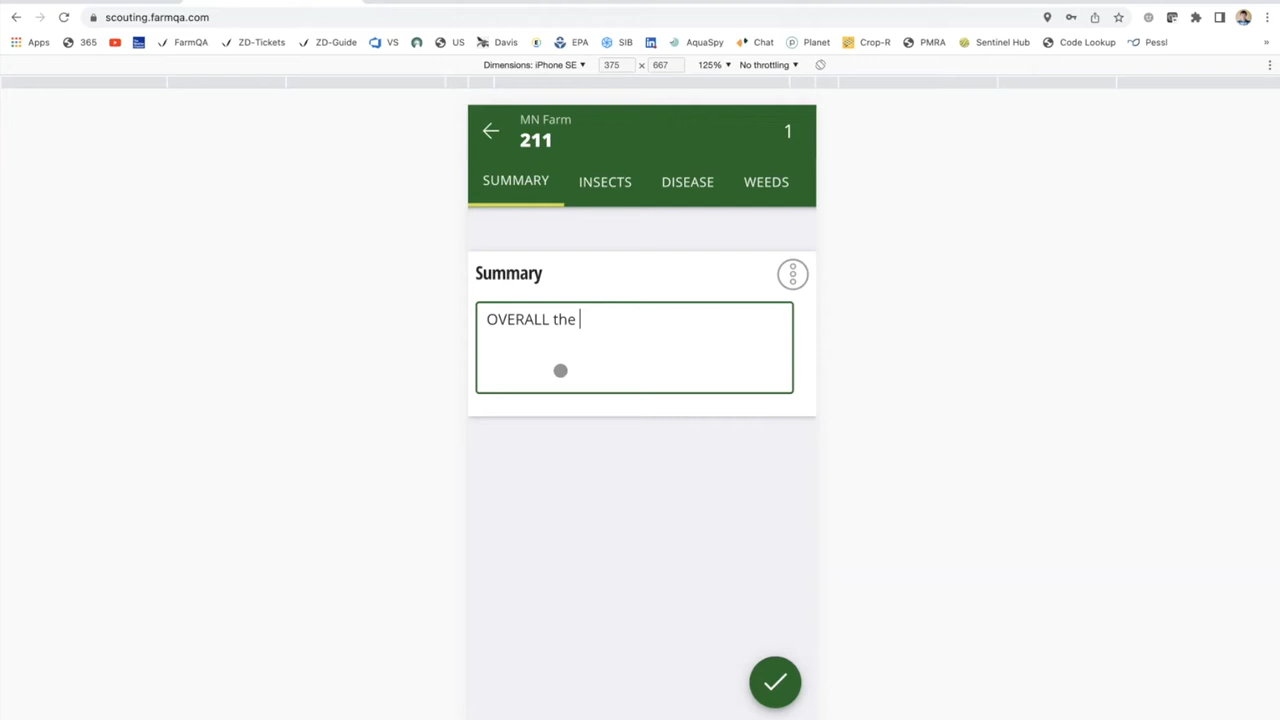 scouting.farmqa.com
Apps 365 FarmQA ZD-Tickets ZD-Guide VS US Davis EPA SIB AquaSpy Chat Planet Crop-R PMRA Sentinel Hub Code Lookup Pessl »
Dimensions: iPhone SE 375 x 667 125% No throttling
MN Farm
211
1
SUMMARY INSECTS DISEASE WEEDS
Summary
OVERALL the